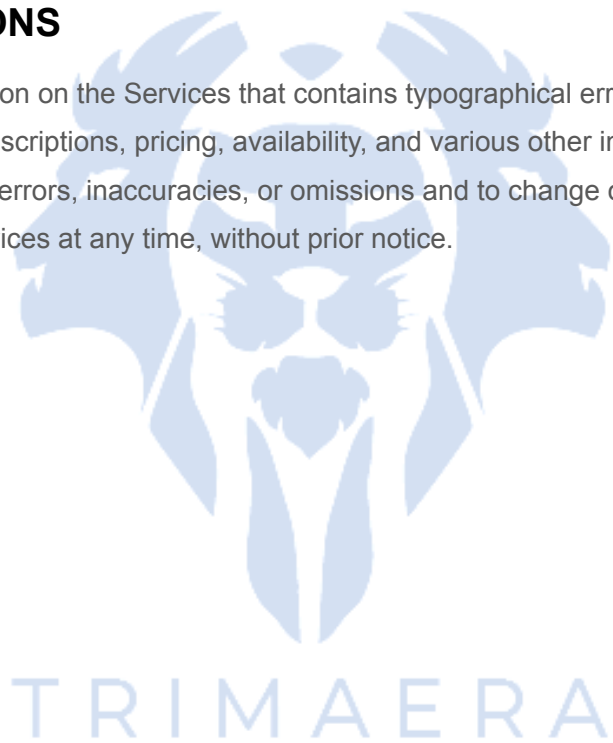 ONS
on on the Services that contains typographical err
scriptions, pricing, availability, and various other in
errors, inaccuracies, or omissions and to change o
ices at any time, without prior notice.
TRIMAERA